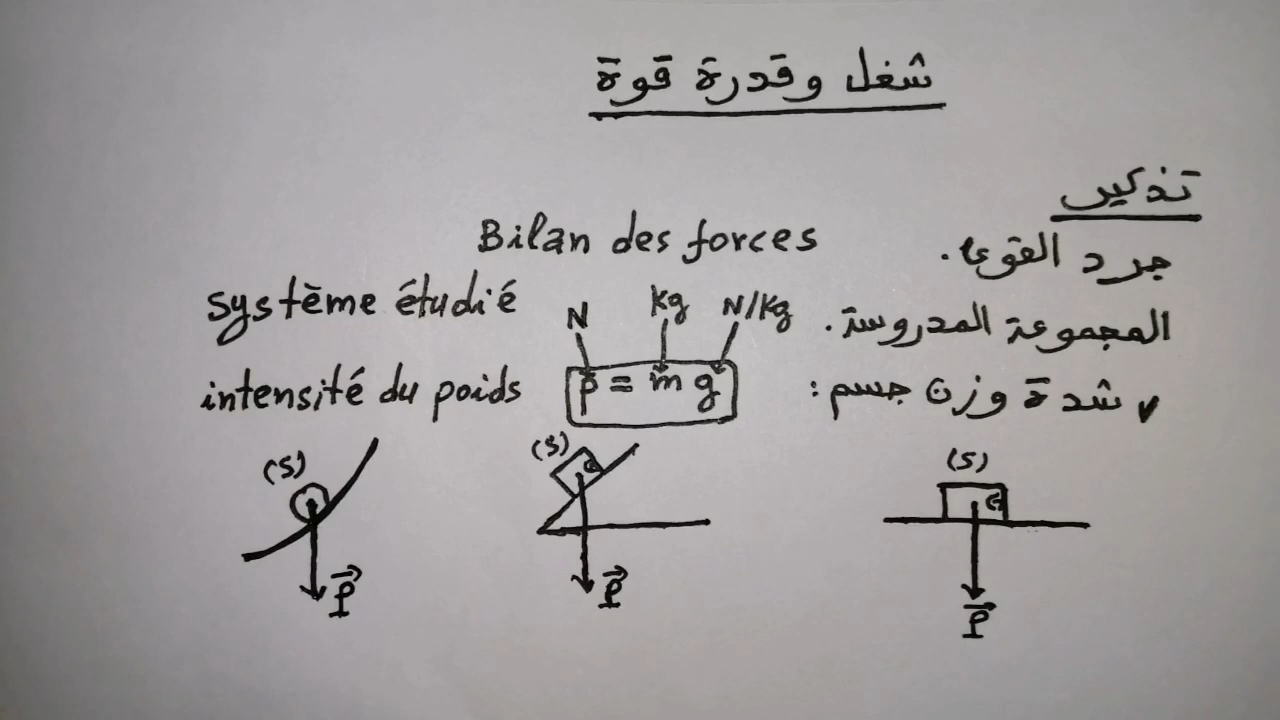 شغل و قدرة قوة
تذكير
جرد القوى. Bilan des forces
المجموعة المدروسة. système étudié
N kg N/kg
✓ شدة وزن جسم: p = m g intensité du poids
(S) (S) (S)
G G
P P P